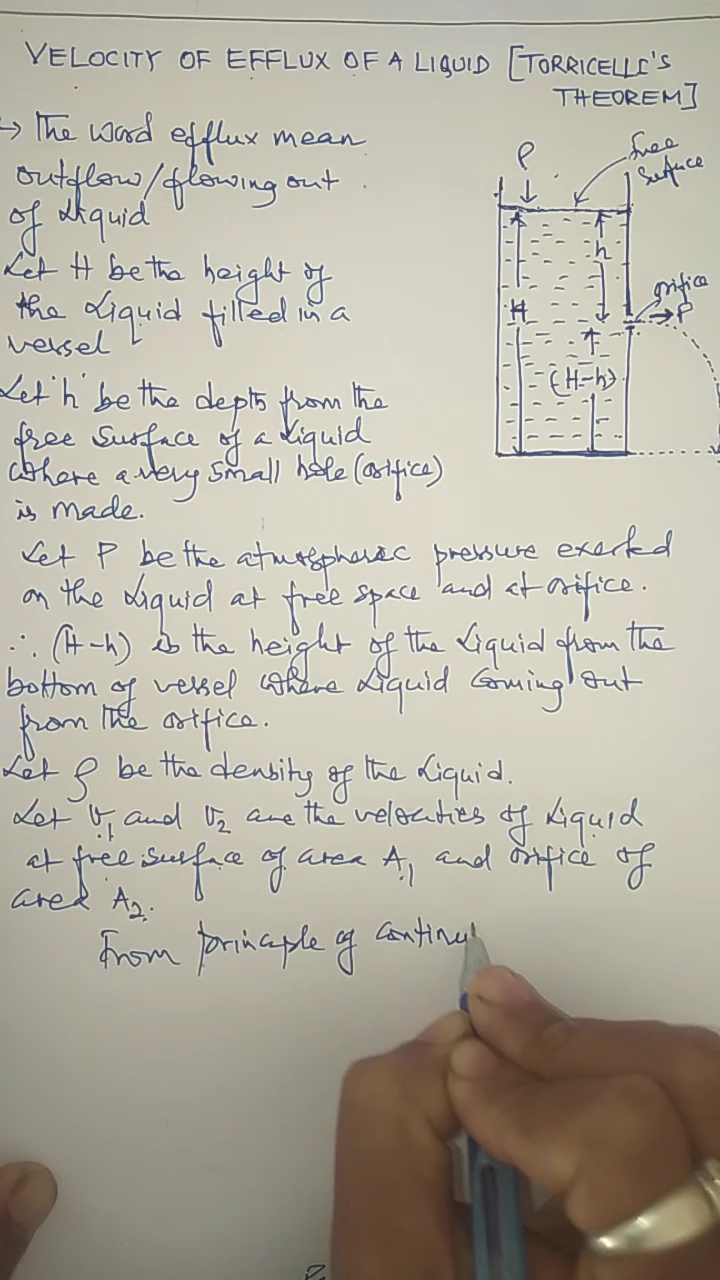 VELOCITY OF EFFLUX OF A LIQUID [TORRICELLI'S
THEOREM]
→ The word efflux mean
outflow/flowing out
of Liquid
Let H be the height of
the Liquid filled in a
vessel
Let 'h' be the depth from the
free surface of a Liquid
where a very small hole (orifice)
is made.
Let P be the atmospheric pressure exerted
on the Liquid at free space and at orifice.
∴ (H-h) is the height of the Liquid from the
bottom of vessel where Liquid coming out
from the orifice.
Let ρ be the density of the Liquid.
Let v₁ and v₂ are the velocities of Liquid
at free surface of area A₁ and orifice of
area A₂.
From principle of continu
P
free
surface
h
orifice
H
P
(H-h)